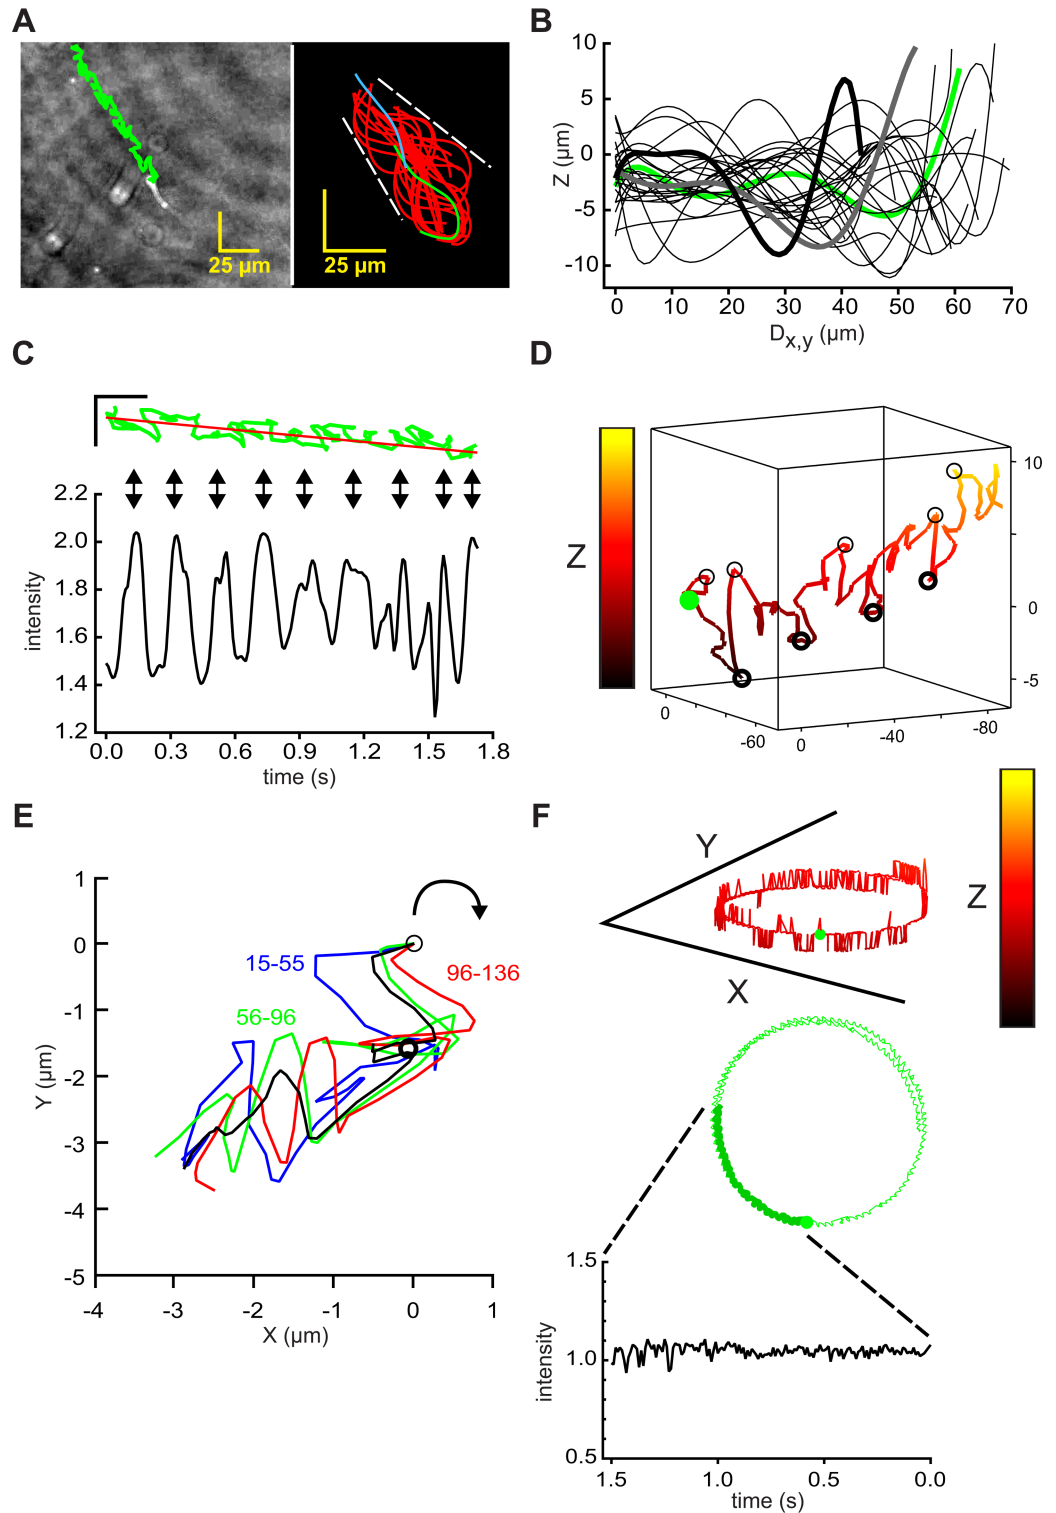 A
25 µm
25 µm
B
Z (µm)
10
5
0
-5
-10
0 10 20 30 40 50 60 70
Dx,y (µm)
C
intensity
2.2
2.0
1.8
1.6
1.4
1.2
0.0 0.3 0.6 0.9 1.2 1.5 1.8
time (s)
D
Z
10
0
-5
0
-60
0
-40
-80
E
Y (µm)
1
0
-1
-2
-3
-4
-5
15-55
96-136
56-96
-4 -3 -2 -1 0 1
X (µm)
F
Y
Z
X
intensity
1.5
1.0
0.5
1.5 1.0 0.5 0.0
time (s)